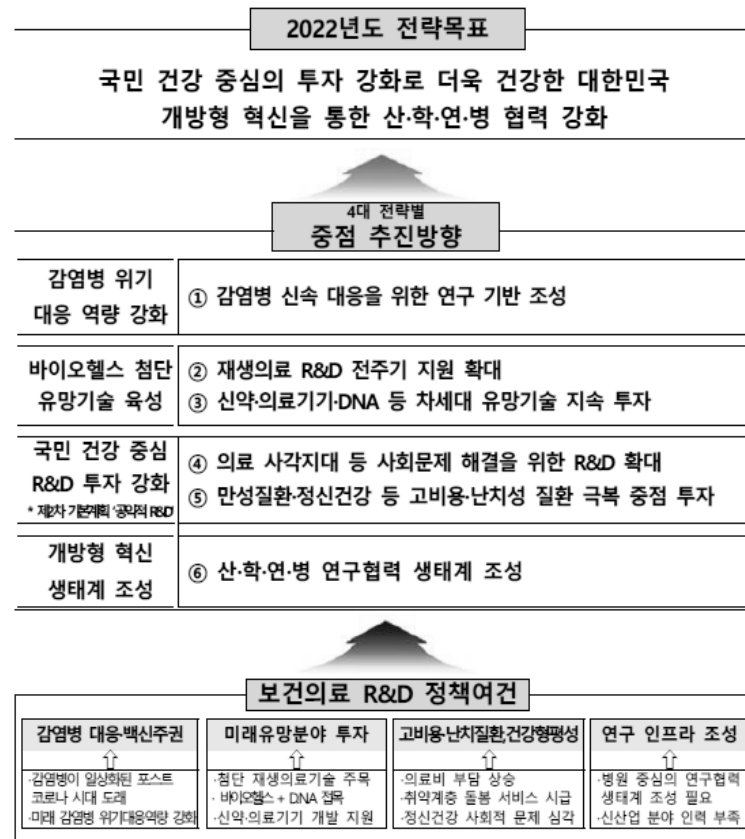 2022년도 전략목표
국민 건강 중심의 투자 강화로 더욱 건강한 대한민국
개방형 혁신을 통한 산·학·연·병 협력 강화
4대 전략별
중점 추진방향
감염병 위기
대응 역량 강화
① 감염병 신속 대응을 위한 연구 기반 조성
바이오헬스 첨단
유망기술 육성
② 재생의료 R&D 전주기 지원 확대
③ 신약·의료기기·DNA 등 차세대 유망기술 지속 투자
국민 건강 중심
R&D 투자 강화
* 제2차 기본계획 '공익적 R&D'
④ 의료 사각지대 등 사회문제 해결을 위한 R&D 확대
⑤ 만성질환·정신건강 등 고비용·난치성 질환 극복 중점 투자
개방형 혁신
생태계 조성
⑥ 산·학·연·병 연구협력 생태계 조성
보건의료 R&D 정책여건
감염병 대응·백신주권
·감염병이 일상화된 포스트
코로나 시대 도래
·미래 감염병 위기대응역량 강화
미래유망분야 투자
·첨단 재생의료기술 주목
· 바이오헬스 + DNA 접목
·신약·의료기기 개발 지원
고비용·난치질환,건강형평성
·의료비 부담 상승
·취약계층 돌봄 서비스 시급
·정신건강 사회적 문제 심각
연구 인프라 조성
·병원 중심의 연구협력
생태계 조성 필요
·신산업 분야 인력 부족